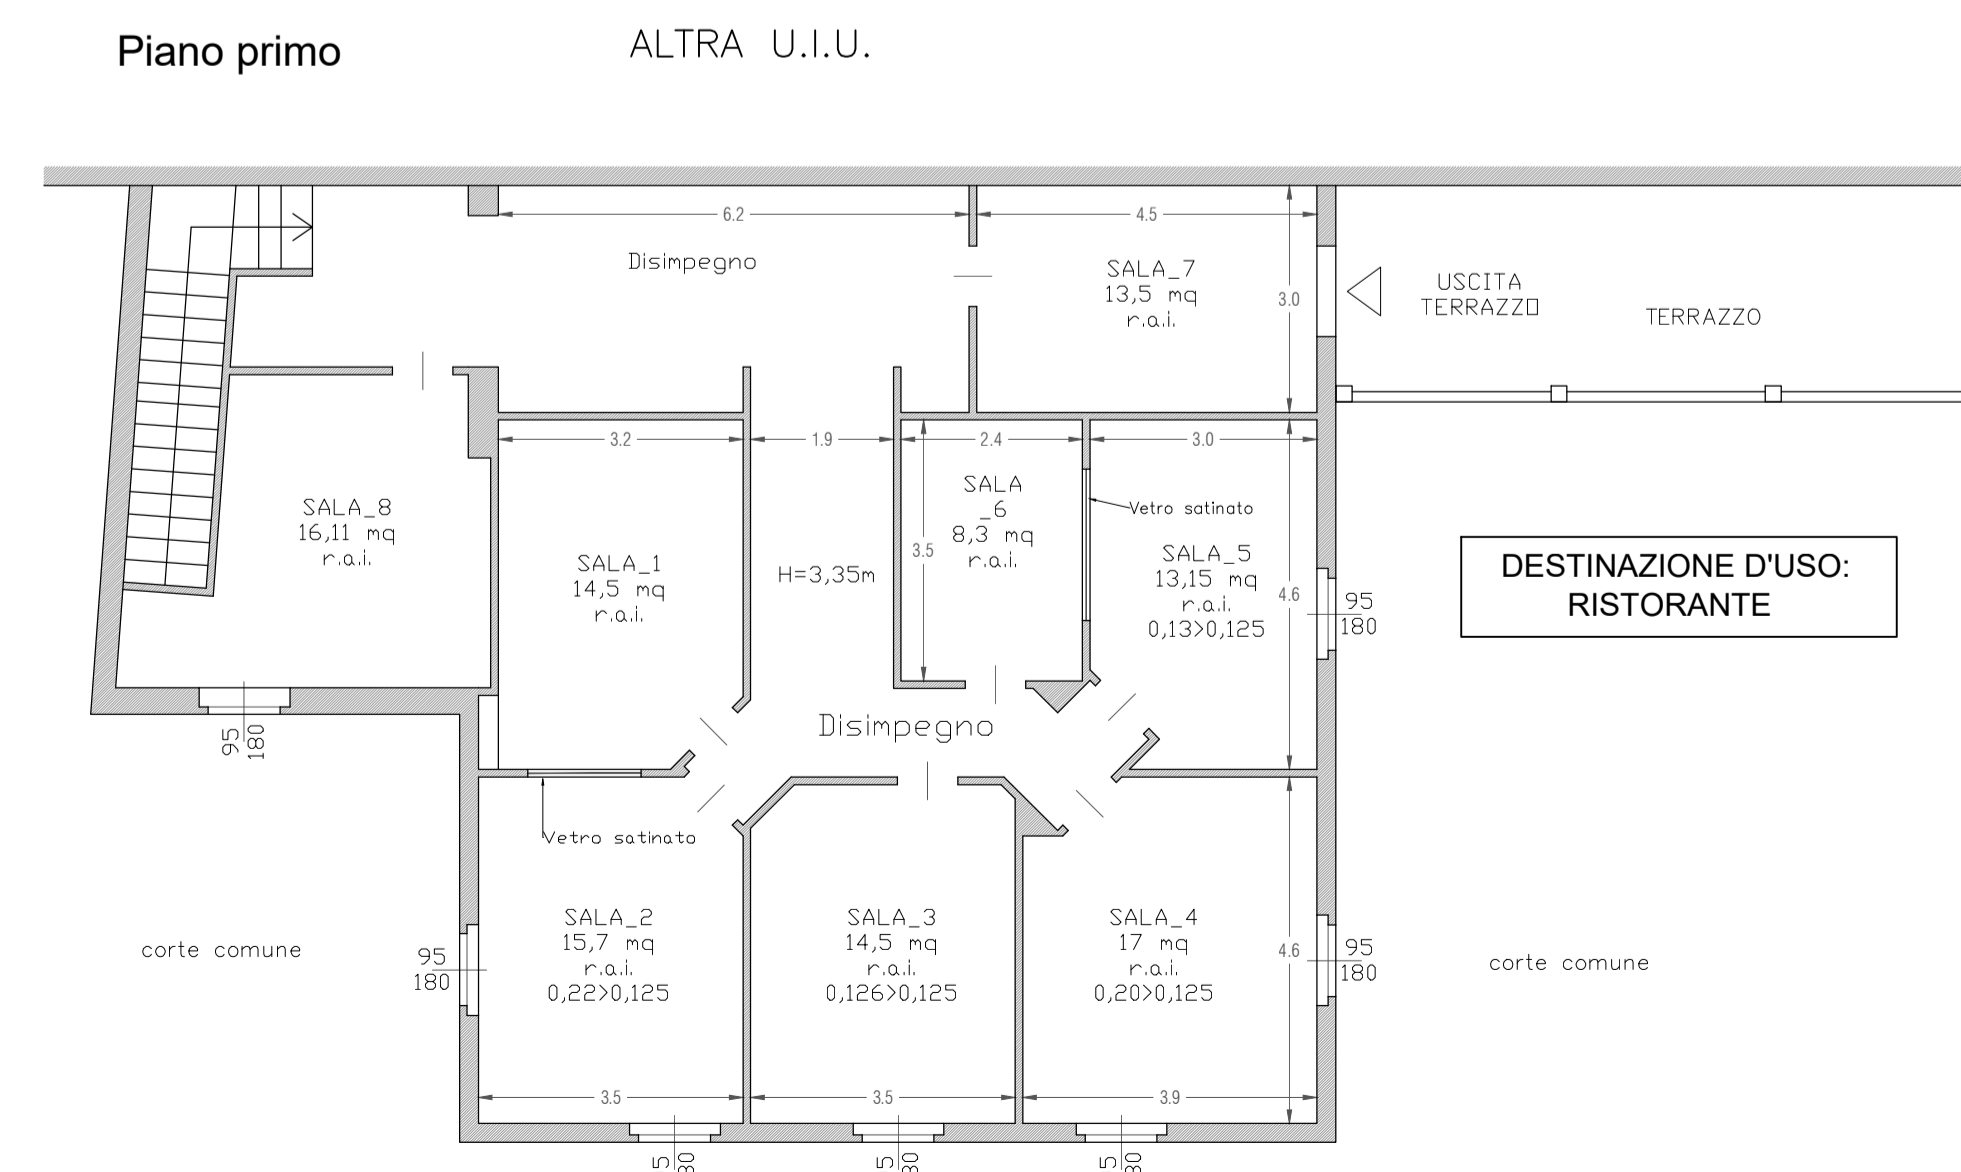 Piano primo
ALTRA U.I.U.
6.2
4.5
Disimpegno
SALA_7
13,5 mq
r.a.i.
3.0
USCITA
TERRAZZO
TERRAZZO
3.2
1.9
2.4
3.0
SALA_8
16,11 mq
r.a.i.
SALA_1
14,5 mq
r.a.i.
H=3,35m
3.5
SALA
_6
8,3 mq
r.a.i.
Vetro satinato
SALA_5
13,15 mq
r.a.i.
0,13>0,125
4.6
95
180
DESTINAZIONE D'USO:
RISTORANTE
95
180
Disimpegno
Vetro satinato
corte comune
95
180
SALA_2
15,7 mq
r.a.i.
0,22>0,125
SALA_3
14,5 mq
r.a.i.
0,126>0,125
SALA_4
17 mq
r.a.i.
0,20>0,125
4.6
95
180
corte comune
3.5
3.5
3.9